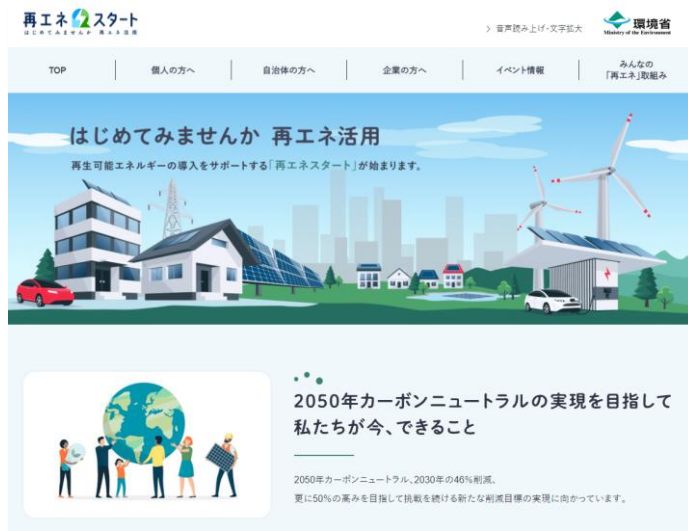 再エネスタート
はじめてみませんか 再エネ活用
> 音声読み上げ・文字拡大
環境省
Ministry of the Environment
TOP
個人の方へ
自治体の方へ
企業の方へ
イベント情報
みんなの
「再エネ」取組み
はじめてみませんか 再エネ活用
再生可能エネルギーの導入をサポートする「再エネスタート」が始まります。
2050年カーボンニュートラルの実現を目指して
私たちが今、できること
2050年カーボンニュートラル、2030年の46%削減、
更に50%の高みを目指して挑戦を続ける新たな削減目標の実現に向かっています。